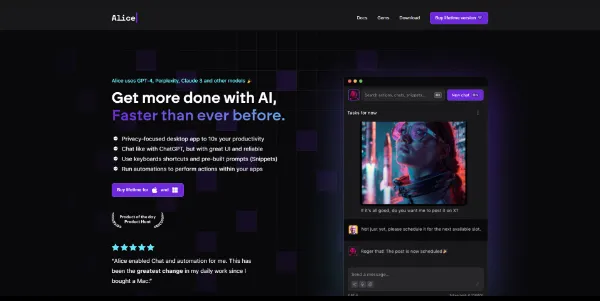 Alice
Docs
Gems
Download
Buy lifetime version
Alice uses GPT-4, Perplexity, Claude 3 and other models 🎉
Get more done with AI,
Faster than ever before.
Privacy-focused desktop app to 10x your productivity
Chat like with ChatGPT, but with great UI and reliable
Use keyboards shortcuts and pre-built prompts (Snippets)
Run automations to perform actions within your apps
Buy lifetime for and
Product of the day
Product Hunt
“Alice enabled Chat and automation for me. This has
been the greatest change in my daily work since I
bought a Mac.”
Search actions, chats, snippets...
New chat
Tasks for now
If it's all good, do you want me to post it on X?
Not just yet, please schedule it for the next available slot.
Roger that! The post is now scheduled🎉
Send a message...